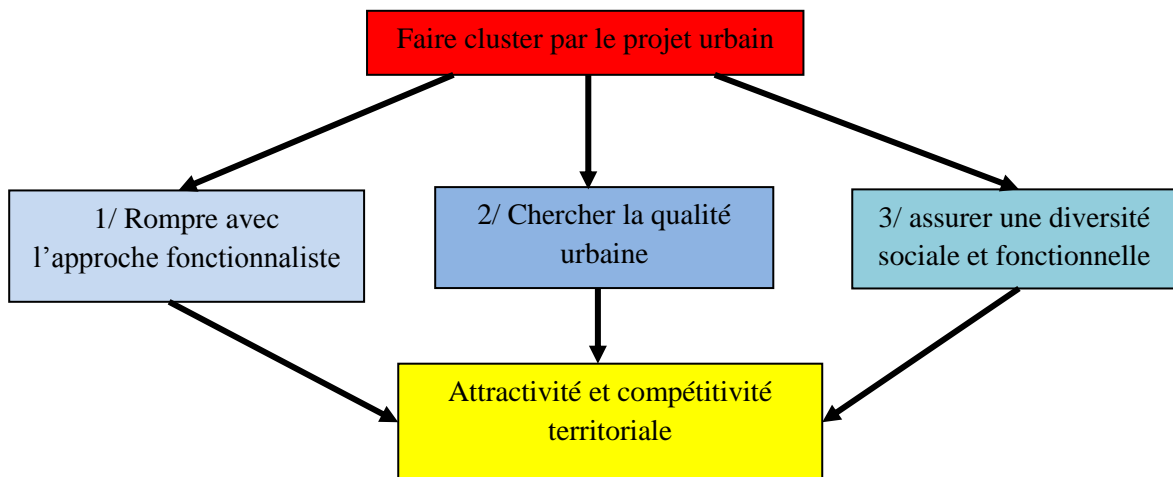 Faire cluster par le projet urbain
1/ Rompre avec
l’approche fonctionnaliste
2/ Chercher la qualité
urbaine
3/ assurer une diversité
sociale et fonctionnelle
Attractivité et compétitivité
territoriale